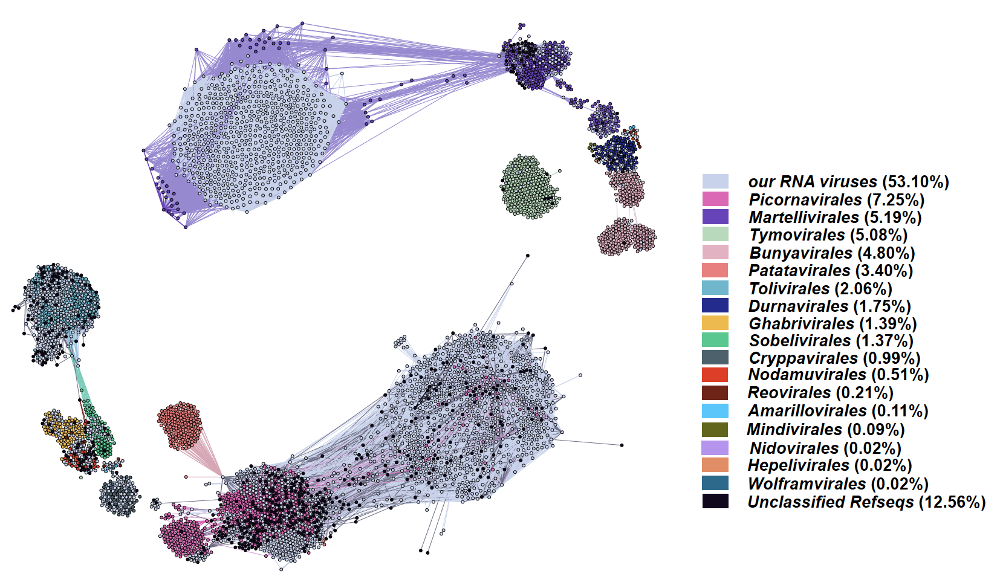 our RNA viruses (53.10%)
Picornavirales (7.25%)
Martellivirales (5.19%)
Tymovirales (5.08%)
Bunyavirales (4.80%)
Patatavirales (3.40%)
Tolivirales (2.06%)
Durnavirales (1.75%)
Ghabrivirales (1.39%)
Sobelivirales (1.37%)
Cryppavirales (0.99%)
Nodamuvirales (0.51%)
Reovirales (0.21%)
Amarillovirales (0.11%)
Mindivirales (0.09%)
Nidovirales (0.02%)
Hepelivirales (0.02%)
Wolframvirales (0.02%)
Unclassified Refseqs (12.56%)